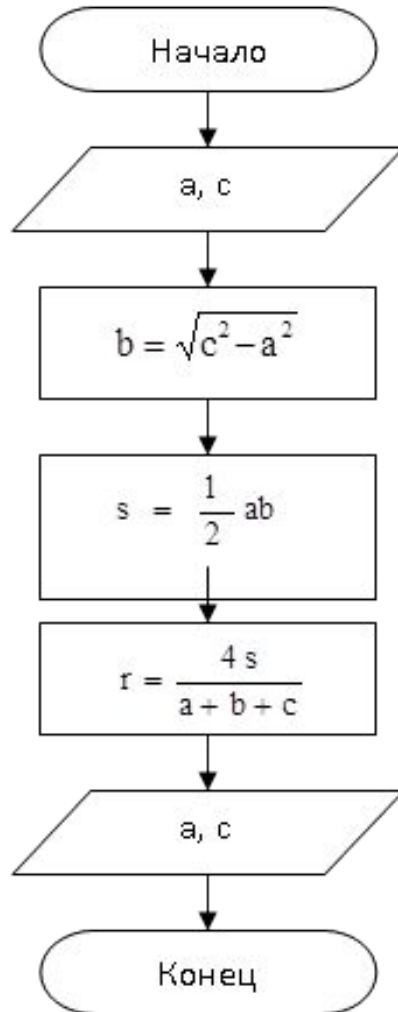 Начало
a, c
b = √(c² − a²)
s = 1/2 ab
r = 4 s / (a + b + c)
a, c
Конец